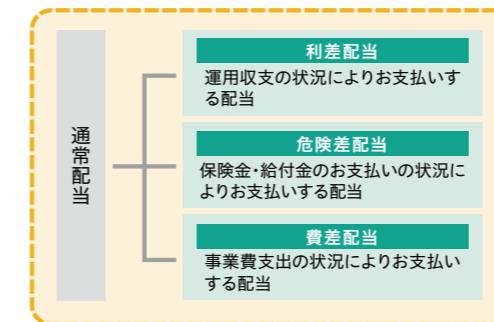 通常配当
利差配当
運用収支の状況によりお支払いす
る配当
危険差配当
保険金・給付金のお支払いの状況に
よりお支払いする配当
費差配当
事業費支出の状況によりお支払い
する配当